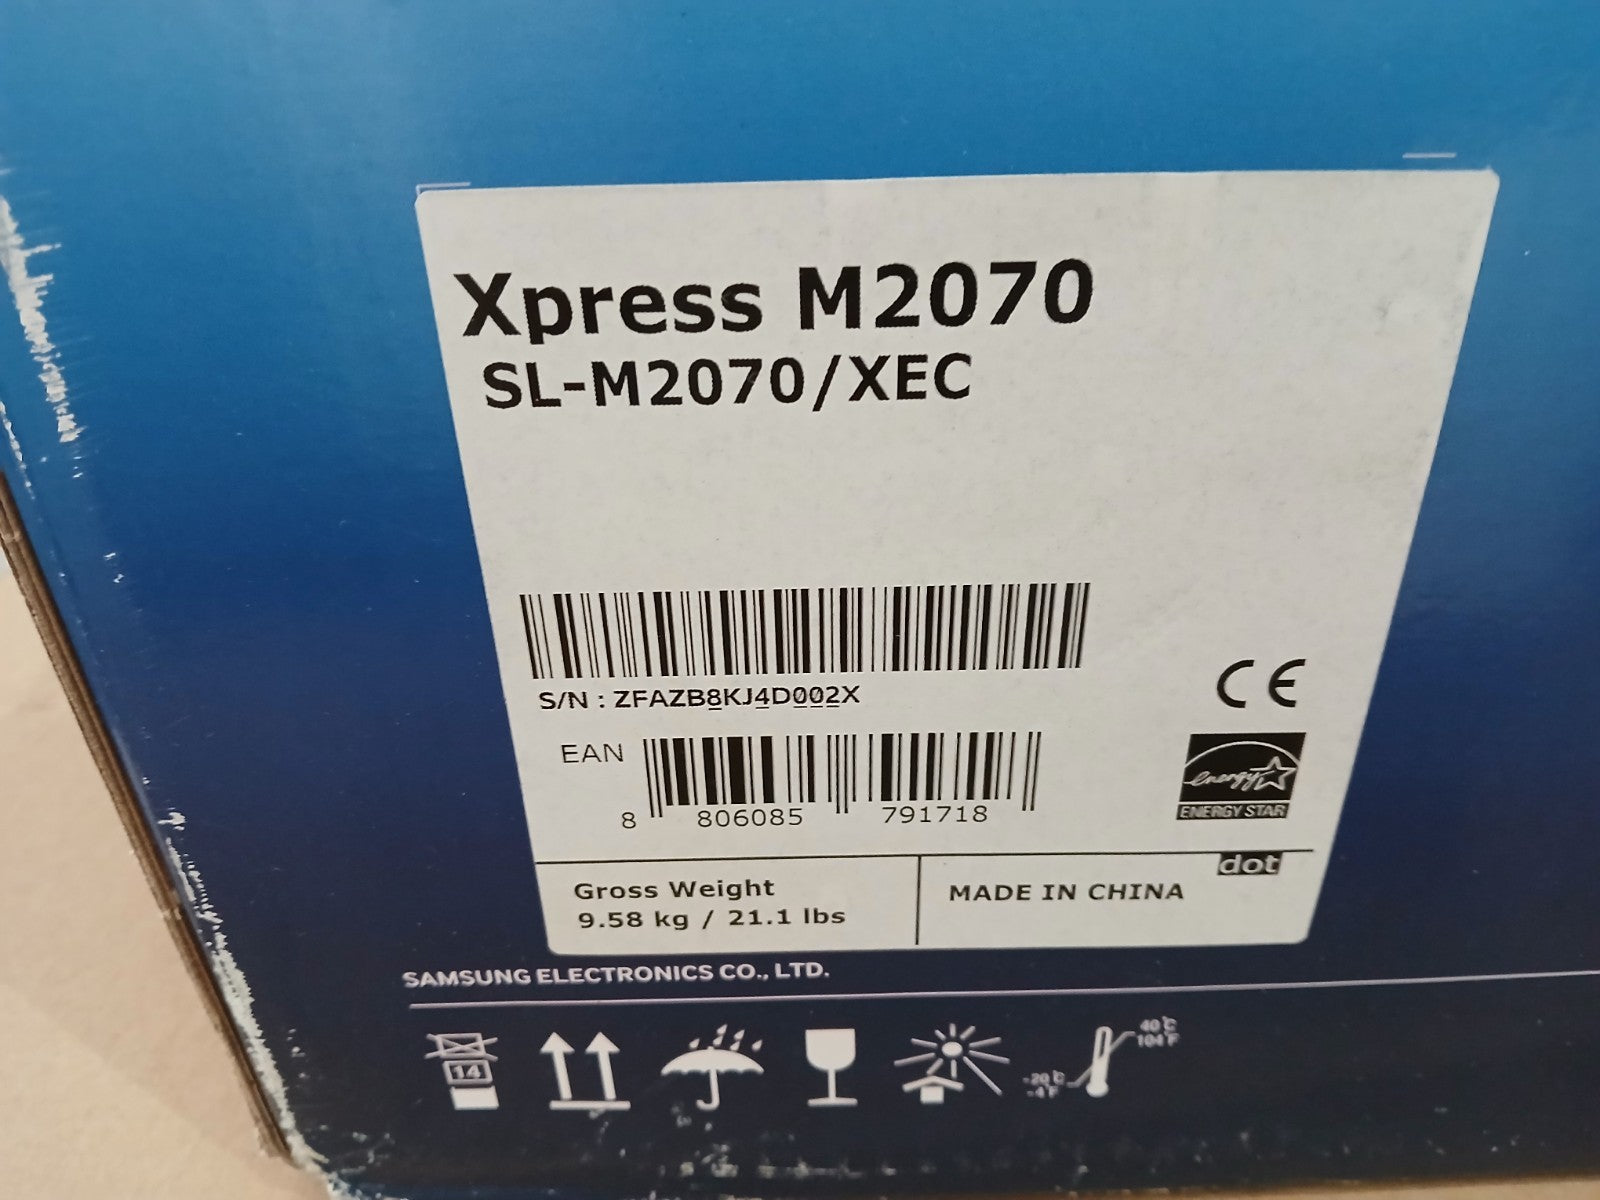 Xpress M2070
SL-M2070/XEC
S/N : ZFAZB8KJ4D002X
EAN
8 806085 791718
CE
energy
ENERGY STAR
dot
Gross Weight
9.58 kg / 21.1 lbs
MADE IN CHINA
SAMSUNG ELECTRONICS CO., LTD.
14
40℃
104°F
-20℃
-4°F